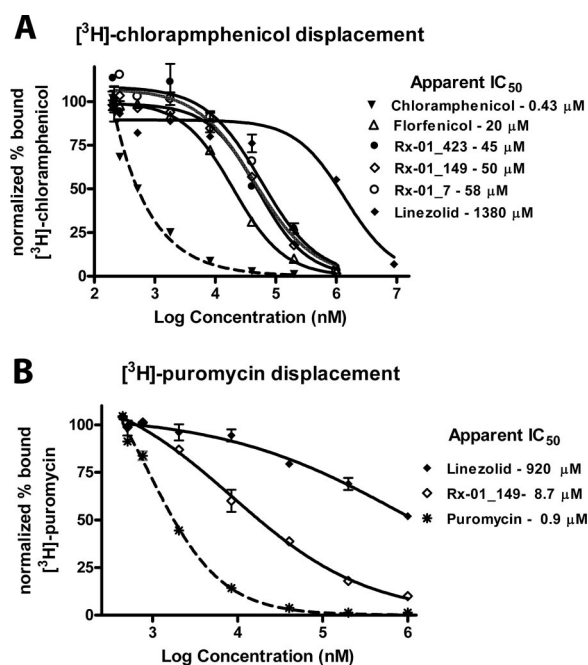 A
[³H]-chlorapmphenicol displacement
normalized % bound
[³H]-chloramphenicol
100
75
50
25
0
2
3
4
5
6
7
Log Concentration (nM)
Apparent IC₅₀
Chloramphenicol - 0.43 µM
Florfenicol - 20 µM
Rx-01_423 - 45 µM
Rx-01_149 - 50 µM
Rx-01_7 - 58 µM
Linezolid - 1380 µM
B
[³H]-puromycin displacement
normalized % bound
[³H]-puromycin
100
75
50
25
0
3
4
5
6
Log Concentration (nM)
Apparent IC₅₀
Linezolid - 920 µM
Rx-01_149- 8.7 µM
Puromycin - 0.9 µM